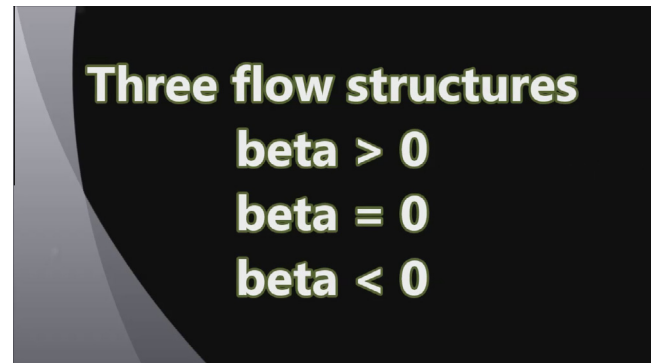 Three flow structures
beta > 0
beta = 0
beta < 0